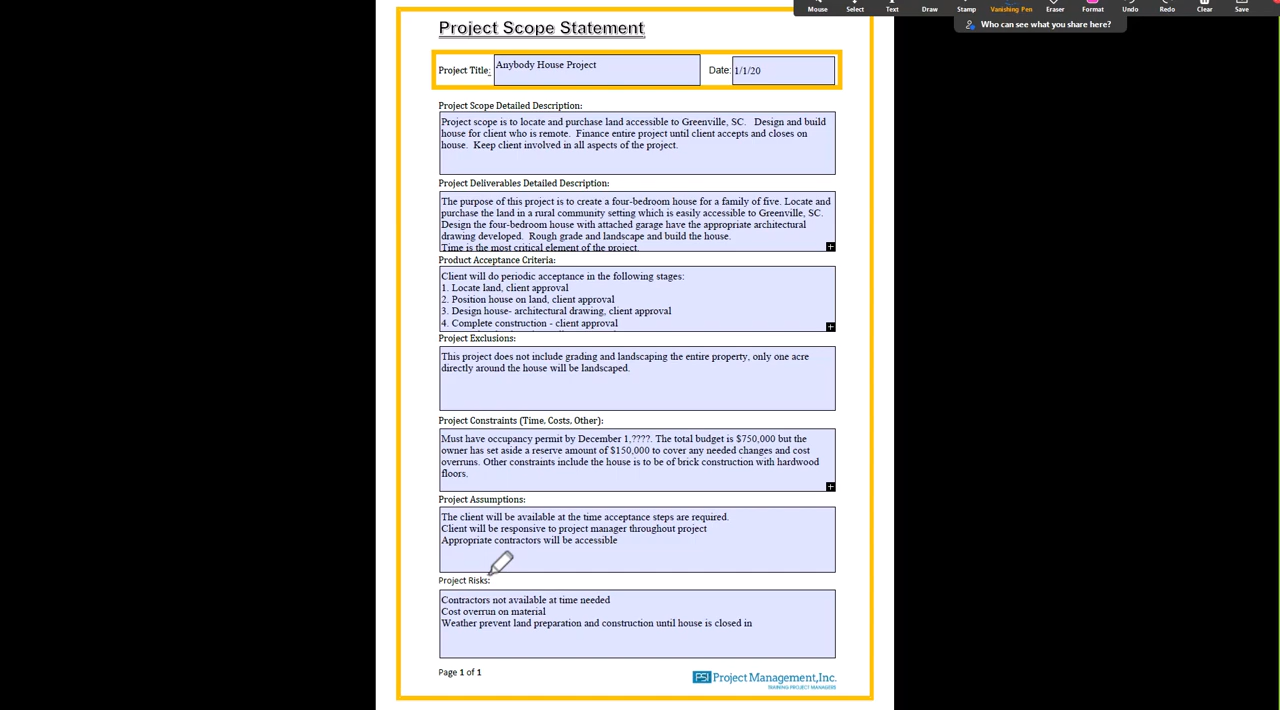 Mouse Select Text Draw Stamp Vanishing Pen Eraser Format Undo Redo Clear Save
Who can see what you share here?
Project Scope Statement
Project Title: Anybody House Project Date: 1/1/20
Project Scope Detailed Description:
Project scope is to locate and purchase land accessible to Greenville, SC. Design and build
house for client who is remote. Finance entire project until client accepts and closes on
house. Keep client involved in all aspects of the project.
Project Deliverables Detailed Description:
The purpose of this project is to create a four-bedroom house for a family of five. Locate and
purchase the land in a rural community setting which is easily accessible to Greenville, SC.
Design the four-bedroom house with attached garage have the appropriate architectural
drawing developed. Rough grade and landscape and build the house.
Time is the most critical element of the project.
Product Acceptance Criteria:
Client will do periodic acceptance in the following stages:
1. Locate land, client approval
2. Position house on land, client approval
3. Design house- architectural drawing, client approval
4. Complete construction - client approval
Project Exclusions:
This project does not include grading and landscaping the entire property, only one acre
directly around the house will be landscaped.
Project Constraints (Time, Costs, Other):
Must have occupancy permit by December 1,????. The total budget is $750,000 but the
owner has set aside a reserve amount of $150,000 to cover any needed changes and cost
overruns. Other constraints include the house is to be of brick construction with hardwood
floors.
Project Assumptions:
The client will be available at the time acceptance steps are required.
Client will be responsive to project manager throughout project
Appropriate contractors will be accessible
Project Risks:
Contractors not available at time needed
Cost overrun on material
Weather prevent land preparation and construction until house is closed in
Page 1 of 1
PSI Project Management, Inc.
TRAINING PROJECT MANAGERS